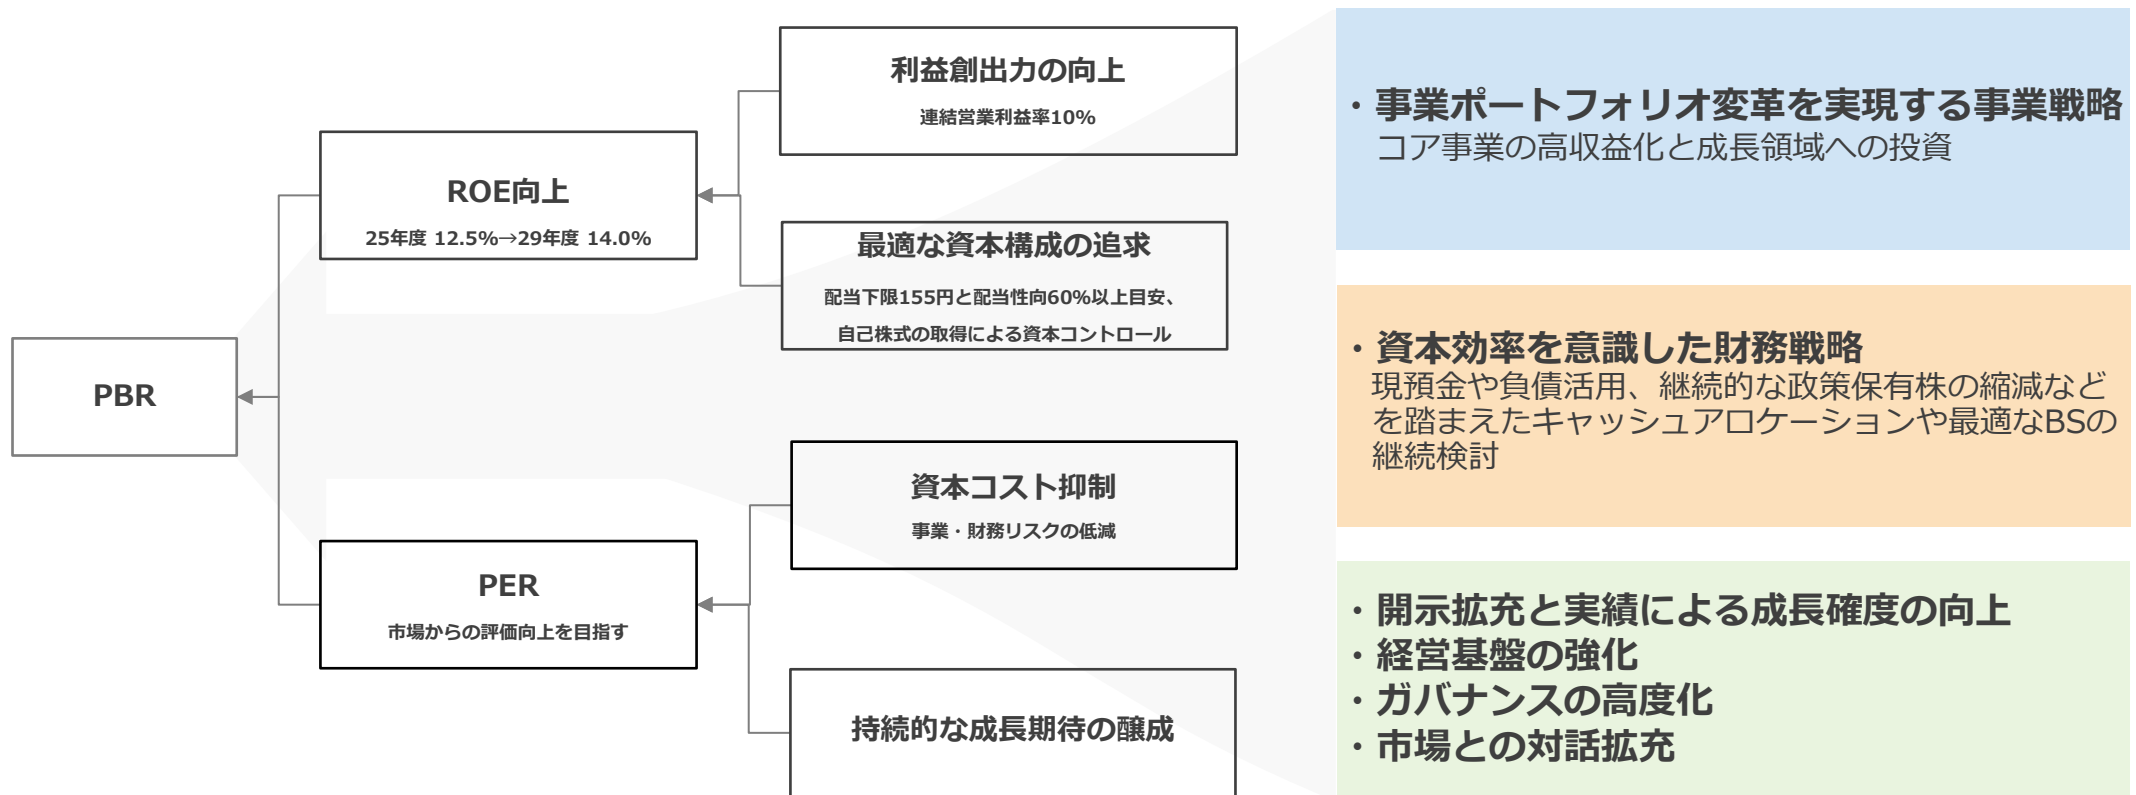 PBR
ROE向上
25年度 12.5%→29年度 14.0%
PER
市場からの評価向上を目指す
利益創出力の向上
連結営業利益率10%
最適な資本構成の追求
配当下限155円と配当性向60%以上目安、
自己株式の取得による資本コントロール
資本コスト抑制
事業・財務リスクの低減
持続的な成長期待の醸成
・事業ポートフォリオ変革を実現する事業戦略
コア事業の高収益化と成長領域への投資
・資本効率を意識した財務戦略
現預金や負債活用、継続的な政策保有株の縮減など
を踏まえたキャッシュアロケーションや最適なBSの
継続検討
・開示拡充と実績による成長確度の向上
・経営基盤の強化
・ガバナンスの高度化
・市場との対話拡充